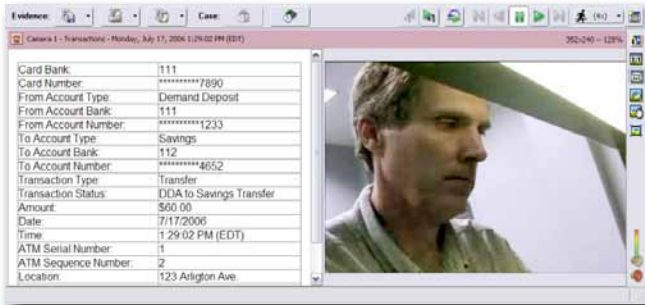 Evidence: Case: (4x)
Camera 1 - Transactions - Monday, July 17, 2006 1:29:02 PM (EDT) 352x240 - 128%
Card Bank: 111
Card Number: **********7890
From Account Type: Demand Deposit
From Account Bank: 111
From Account Number: **********1233
To Account Type: Savings
To Account Bank: 112
To Account Number: **********4652
Transaction Type: Transfer
Transaction Status: DDA to Savings Transfer
Amount: $60.00
Date: 7/17/2006
Time: 1:29:02 PM (EDT)
ATM Serial Number: 1
ATM Sequence Number: 2
Location: 123 Arligton Ave.